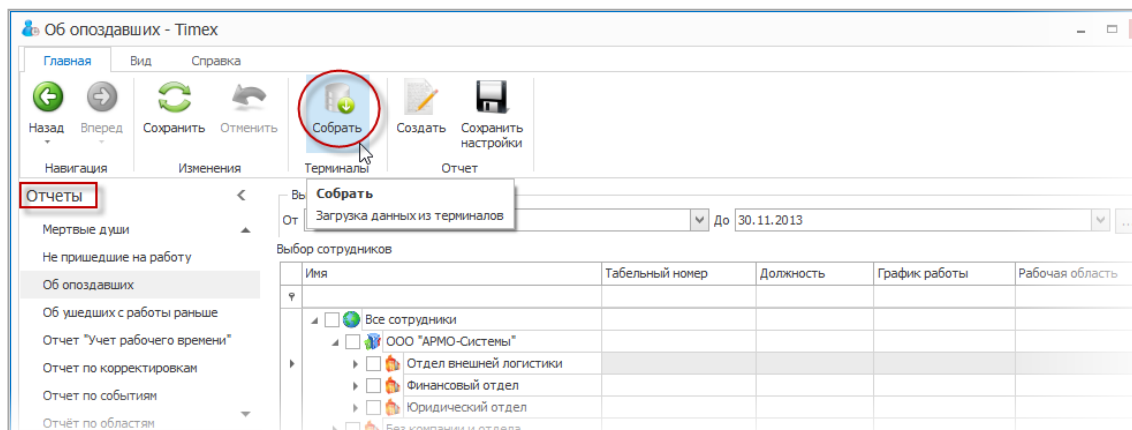 Об опоздавших - Timex
Главная Вид Справка
Назад Вперед Сохранить Отменить Собрать Создать Сохранить настройки
Навигация Изменения Терминалы Отчет
Отчеты
Собрать
Загрузка данных из терминалов
От До 30.11.2013
Мертвые души
Не пришедшие на работу
Об опоздавших
Об ушедших с работы раньше
Отчет "Учет рабочего времени"
Отчет по корректировкам
Отчет по событиям
Отчёт по областям
Выбор сотрудников
Имя Табельный номер Должность График работы Рабочая область
Все сотрудники
ООО "АРМО-Системы"
Отдел внешней логистики
Финансовый отдел
Юридический отдел
Без компании и отдела